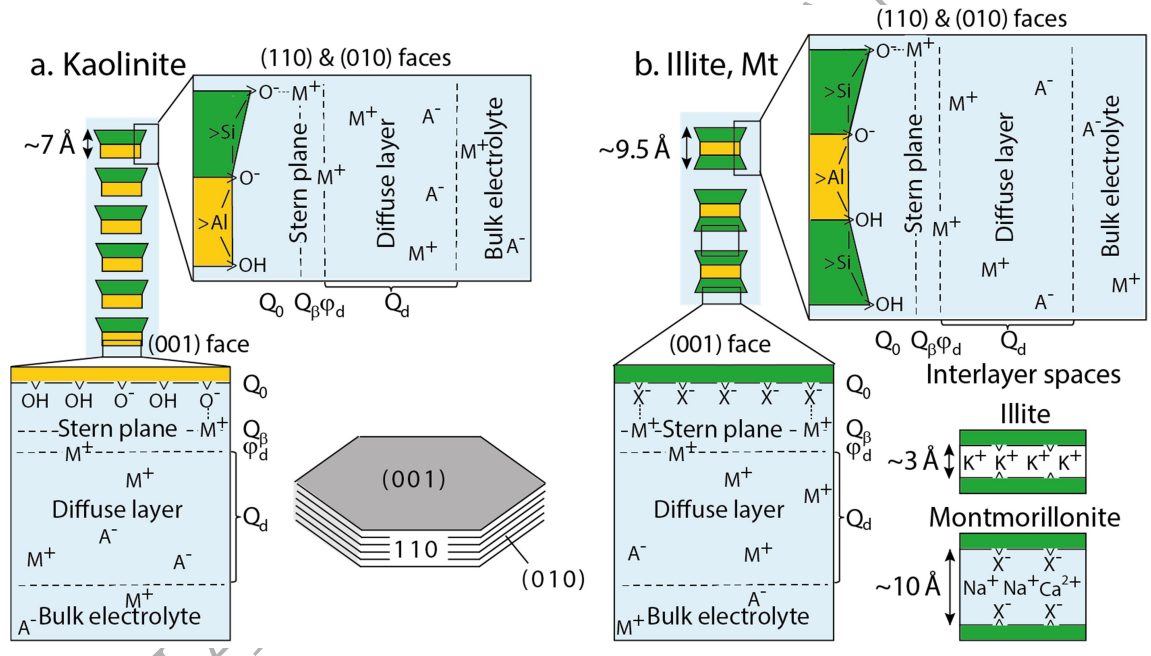 a. Kaolinite
~7 Å
(110) & (010) faces
O⁻ M⁺
>Si
O⁻
>Al
>OH
Stern plane
M⁺
M⁺
A⁻
Diffuse layer
A⁻
M⁺
M⁺
Bulk electrolyte
A⁻
Q₀ Qᵦφd Qd
(001) face
OH OH O⁻ OH O⁻
Q₀
Stern plane M⁺
Qᵦ
M⁺
φd
M⁺
Diffuse layer
Qd
A⁻
M⁺
A⁻
M⁺
Bulk electrolyte
A⁻
(001)
110
(010)
b. Illite, Mt
~9.5 Å
(110) & (010) faces
O⁻ M⁺
>Si
O⁻
>Al
>OH
>Si
>OH
Stern plane
M⁺
M⁺
A⁻
Diffuse layer
M⁺
A⁻
A⁻
Bulk electrolyte
M⁺
Q₀ Qᵦφd Qd
(001) face
X⁻ X⁻ X⁻ X⁻ X⁻
Q₀
M⁺ Stern plane M⁺
Qᵦ
M⁺
φd
M⁺
M⁺
Diffuse layer
Qd
A⁻
M⁺
A⁻
M⁺ Bulk electrolyte
Interlayer spaces
Illite
~3 Å
K⁺ K⁺ K⁺ K⁺
Montmorillonite
X⁻ X⁻
~10 Å
Na⁺ Na⁺ Ca²⁺
X⁻ X⁻